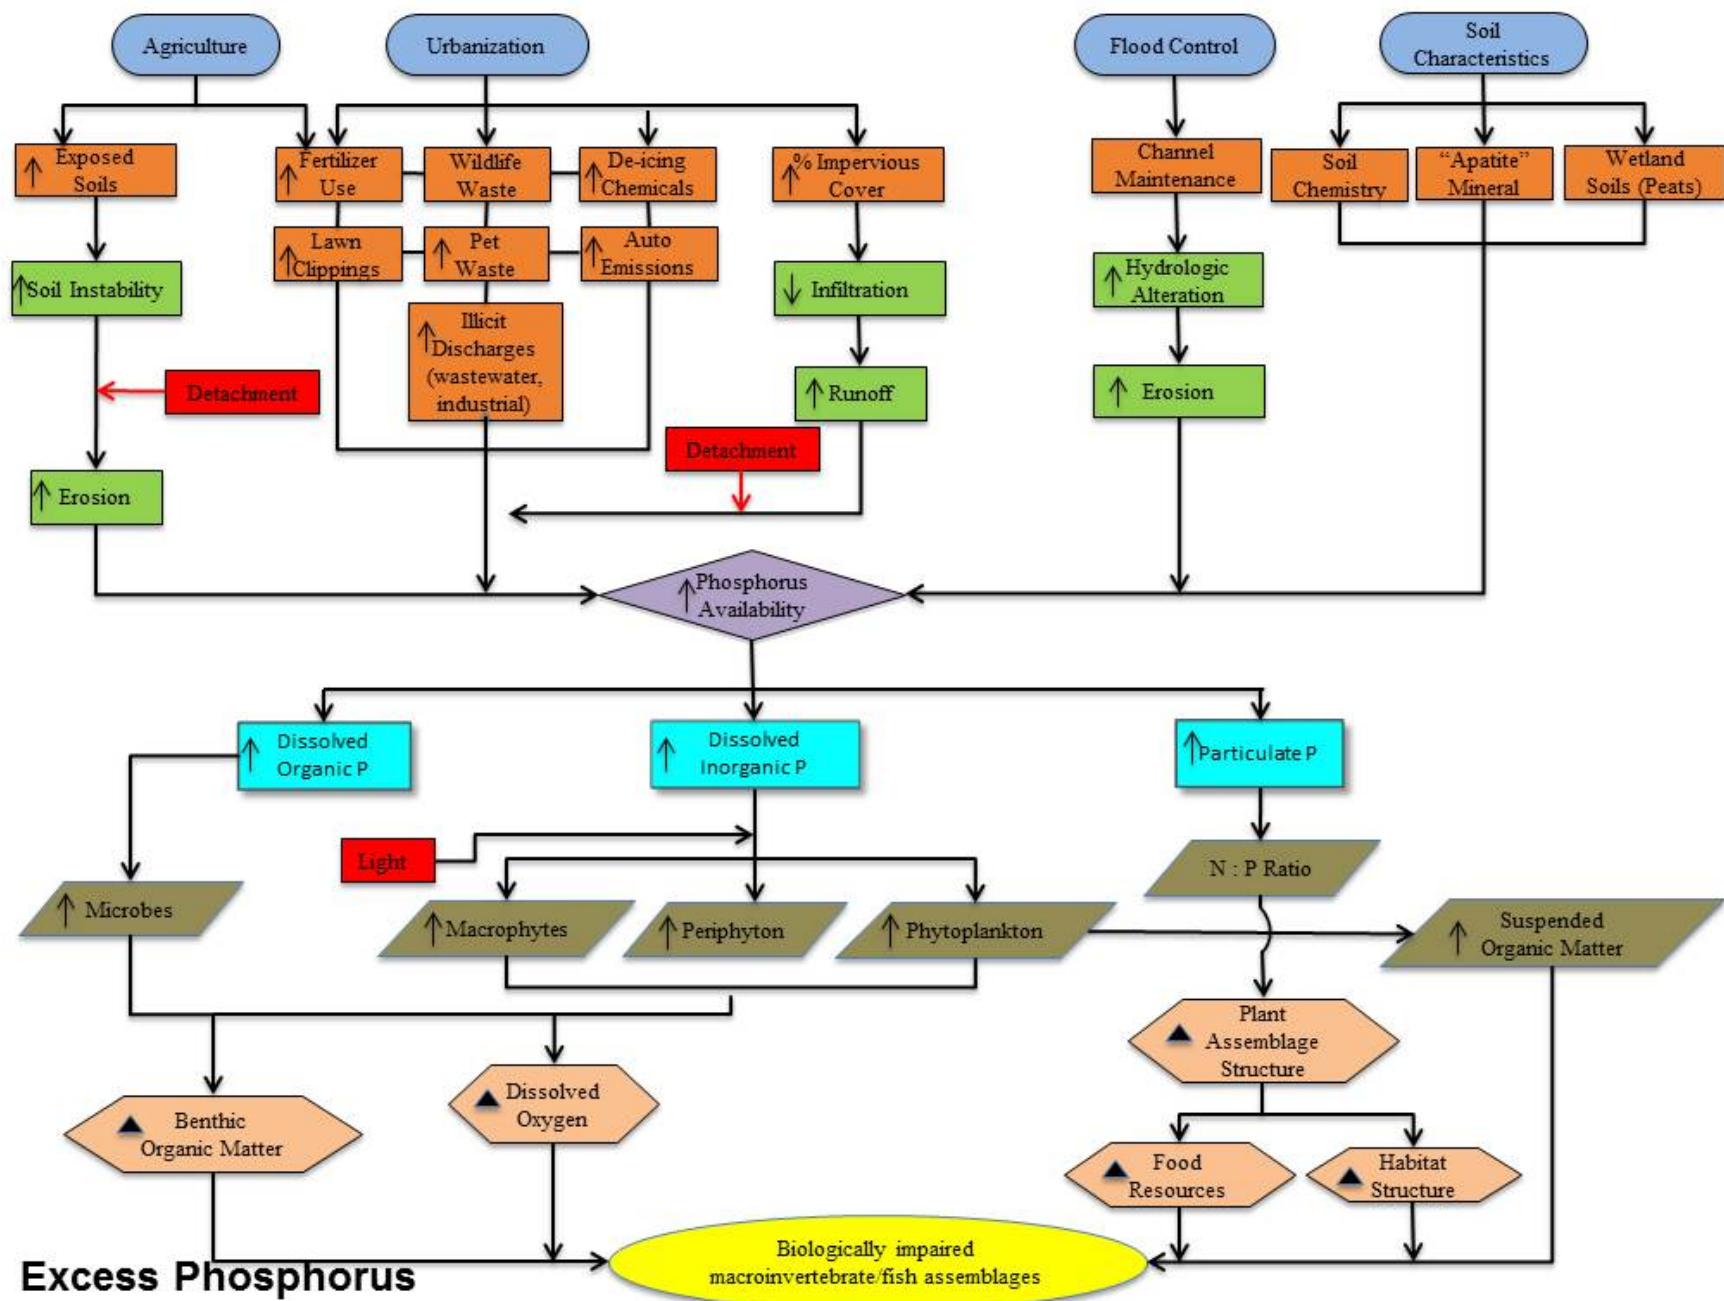 Agriculture
Urbanization
Flood Control
Soil
Characteristics
↑ Exposed
Soils
↑ Fertilizer
Use
Wildlife
Waste
↑ De-icing
Chemicals
↑ % Impervious
Cover
Channel
Maintenance
Soil
Chemistry
“Apatite”
Mineral
Wetland
Soils (Peats)
↑ Soil Instability
↑ Lawn
Clippings
↑ Pet
Waste
↑ Auto
Emissions
↓ Infiltration
↑ Hydrologic
Alteration
↑ Illicit
Discharges
(wastewater,
industrial)
Detachment
↑ Runoff
↑ Erosion
Detachment
↑ Erosion
↑ Phosphorus
Availability
↑ Dissolved
Organic P
↑ Dissolved
Inorganic P
↑ Particulate P
Light
N : P Ratio
↑ Microbes
↑ Macrophytes
↑ Periphyton
↑ Phytoplankton
↑ Suspended
Organic Matter
▲ Plant
Assemblage
Structure
▲ Benthic
Organic Matter
▲ Dissolved
Oxygen
▲ Food
Resources
▲ Habitat
Structure
Biologically impaired
macroinvertebrate/fish assemblages
Excess Phosphorus